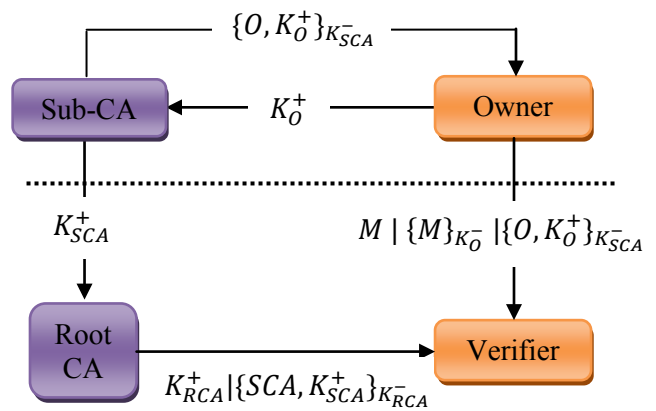 {O, K_O^+}_{K_{SCA}^-}
Sub-CA
K_O^+
Owner
K_{SCA}^+
M | {M}_{K_O^-} |{O, K_O^+}_{K_{SCA}^-}
Root
CA
Verifier
K_{RCA}^+|{SCA, K_{SCA}^+}_{K_{RCA}^-}